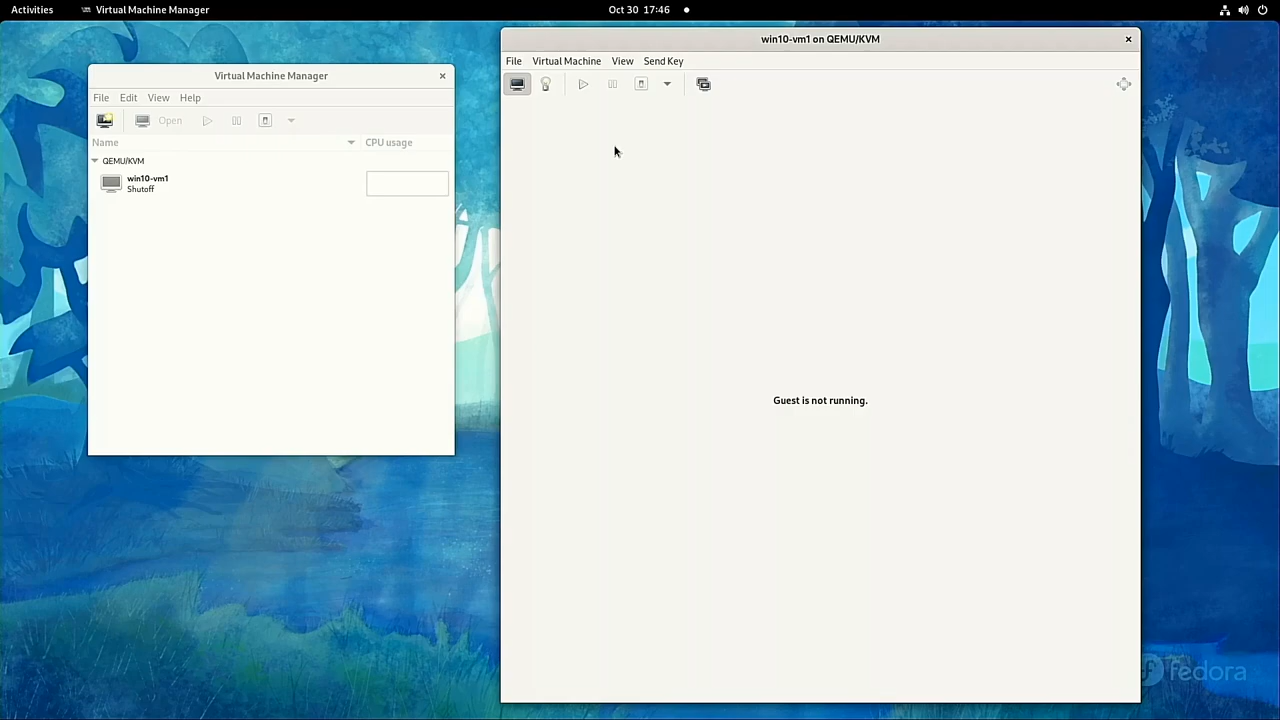 Activities
Virtual Machine Manager
Oct 30 17:46
Virtual Machine Manager
File Edit View Help
Open
Name CPU usage
QEMU/KVM
win10-vm1
Shutoff
win10-vm1 on QEMU/KVM
File Virtual Machine View Send Key
Guest is not running.
fedora